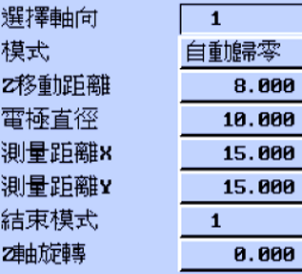 選擇軸向 1
模式 自動歸零
Z移動距離 8.000
電極直徑 10.000
測量距離X 15.000
測量距離Y 15.000
結束模式 1
Z軸旋轉 0.000